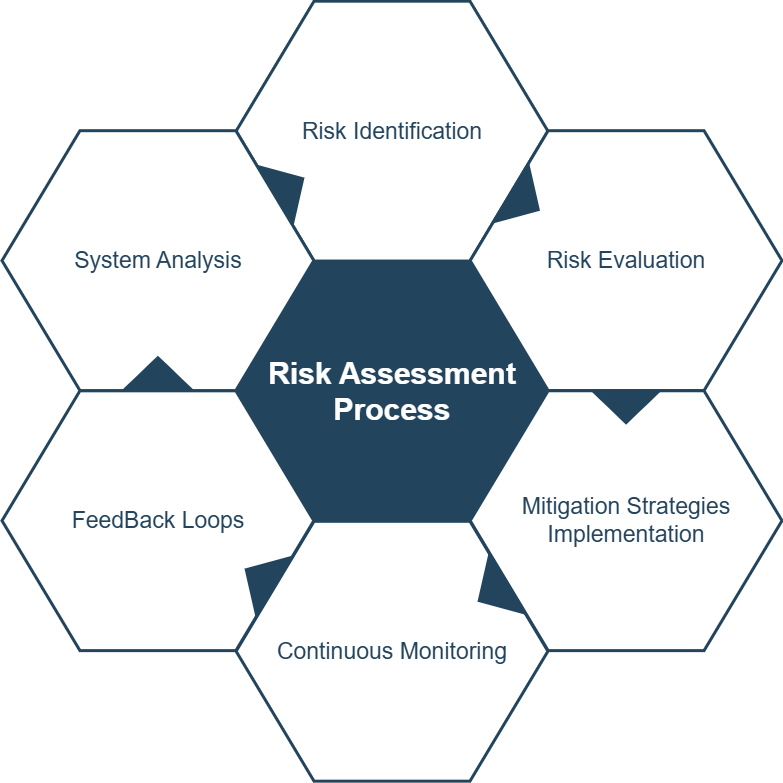 Risk Identification
System Analysis
Risk Evaluation
Risk Assessment
Process
FeedBack Loops
Mitigation Strategies
Implementation
Continuous Monitoring